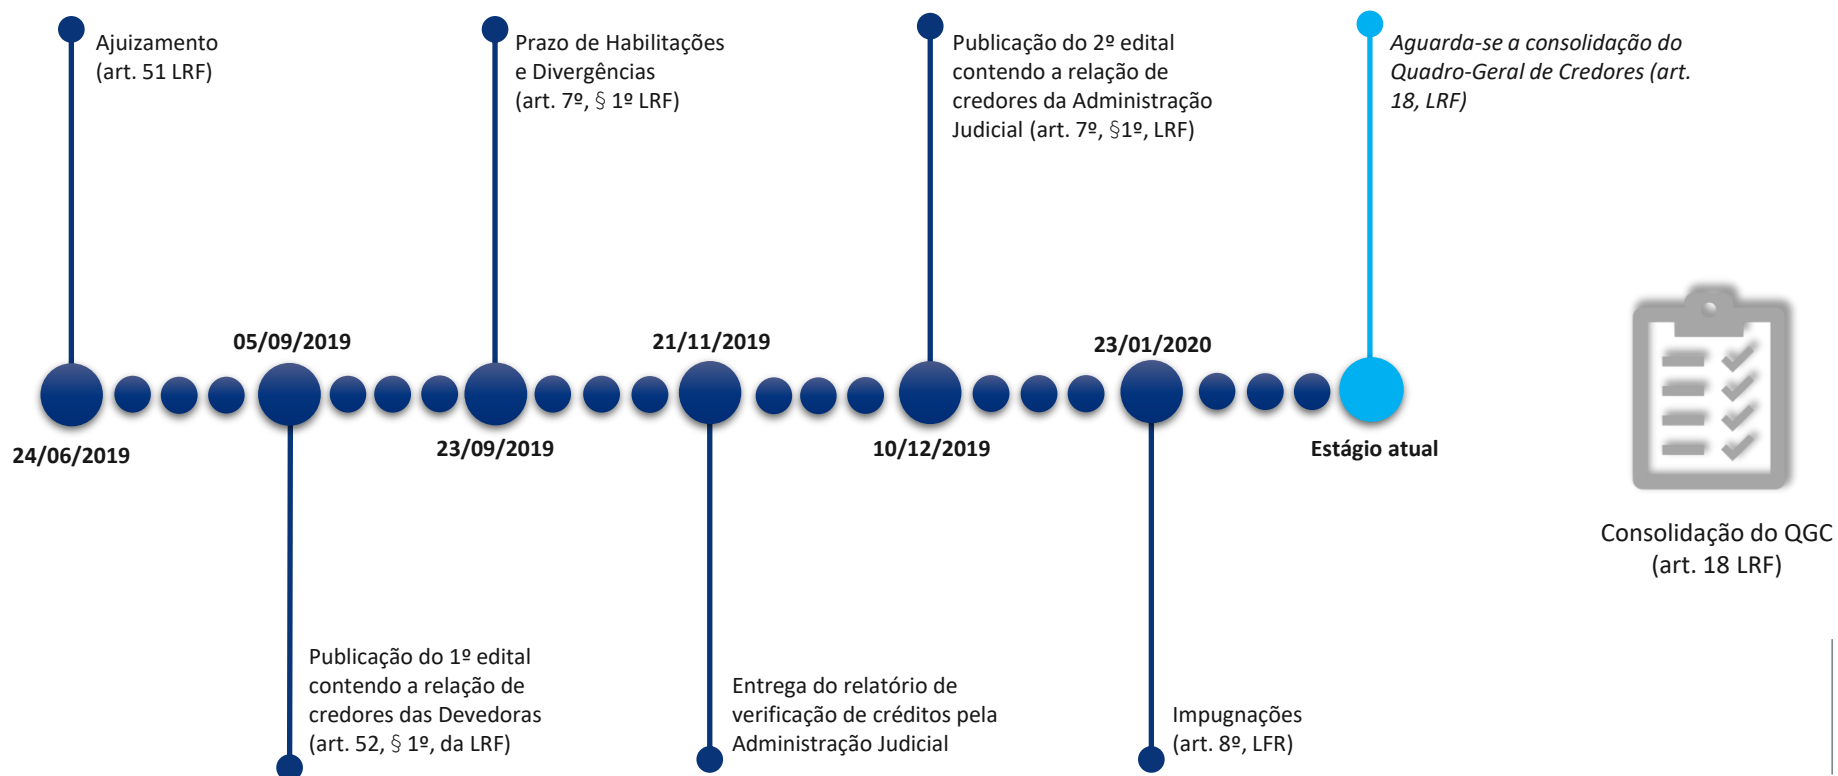 Ajuizamento
(art. 51 LRF)
Prazo de Habilitações
e Divergências
(art. 7º, § 1º LRF)
Publicação do 2º edital
contendo a relação de
credores da Administração
Judicial (art. 7º, §1º, LRF)
Aguarda-se a consolidação do
Quadro-Geral de Credores (art.
18, LRF)
05/09/2019
21/11/2019
23/01/2020
24/06/2019
23/09/2019
10/12/2019
Estágio atual
Consolidação do QGC
(art. 18 LRF)
Publicação do 1º edital
contendo a relação de
credores das Devedoras
(art. 52, § 1º, da LRF)
Entrega do relatório de
verificação de créditos pela
Administração Judicial
Impugnações
(art. 8º, LFR)